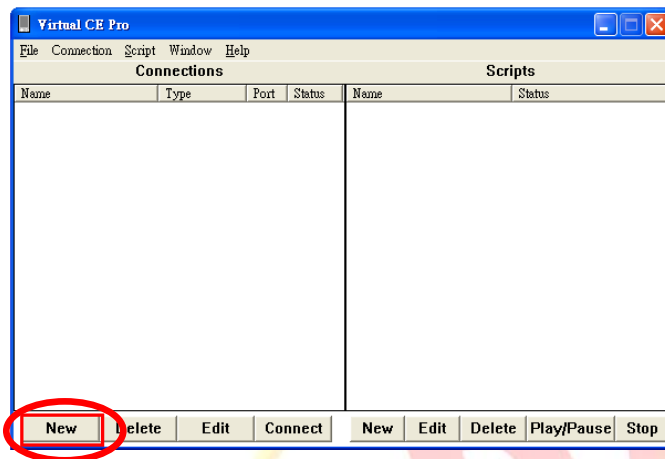 Virtual CE Pro
File Connection Script Window Help
Connections Scripts
Name Type Port Status Name Status
New Delete Edit Connect New Edit Delete Play/Pause Stop